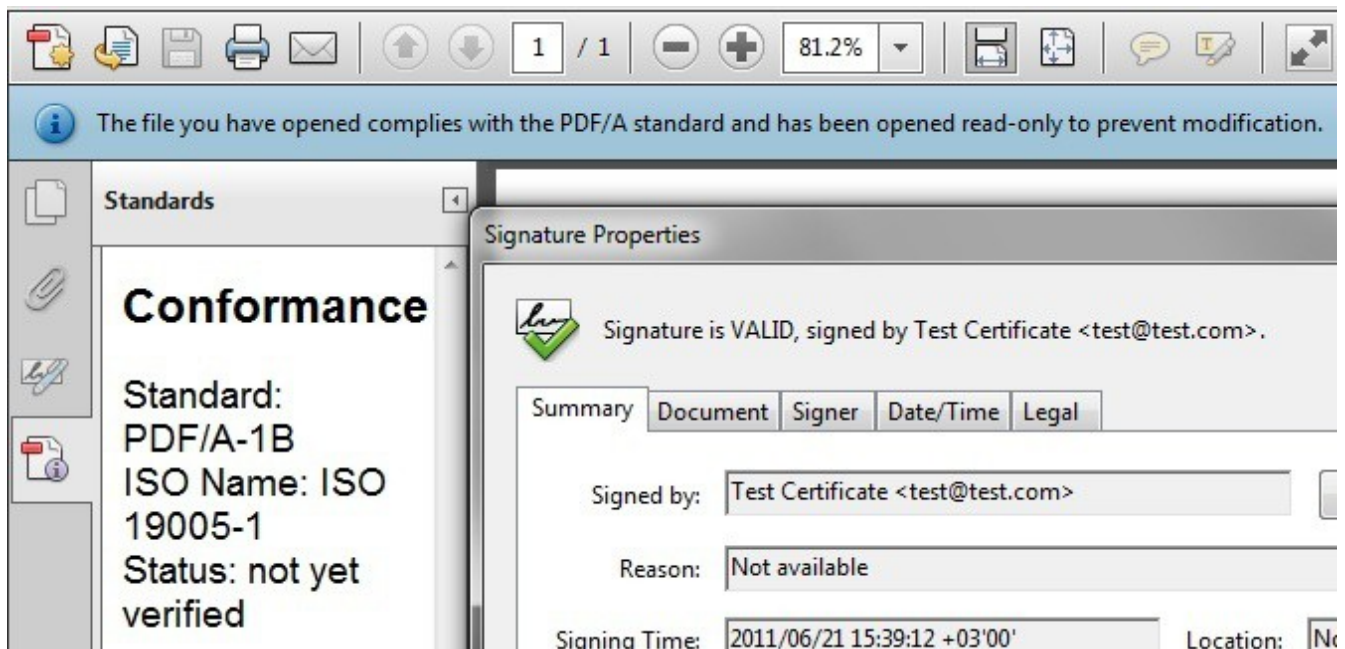 1 / 1 81.2%
The file you have opened complies with the PDF/A standard and has been opened read-only to prevent modification.
Standards
Conformance
Standard:
PDF/A-1B
ISO Name: ISO
19005-1
Status: not yet
verified
Signature Properties
Signature is VALID, signed by Test Certificate <test@test.com>.
Summary Document Signer Date/Time Legal
Signed by: Test Certificate <test@test.com>
Reason: Not available
Signing Time: 2011/06/21 15:39:12 +03'00' Location: